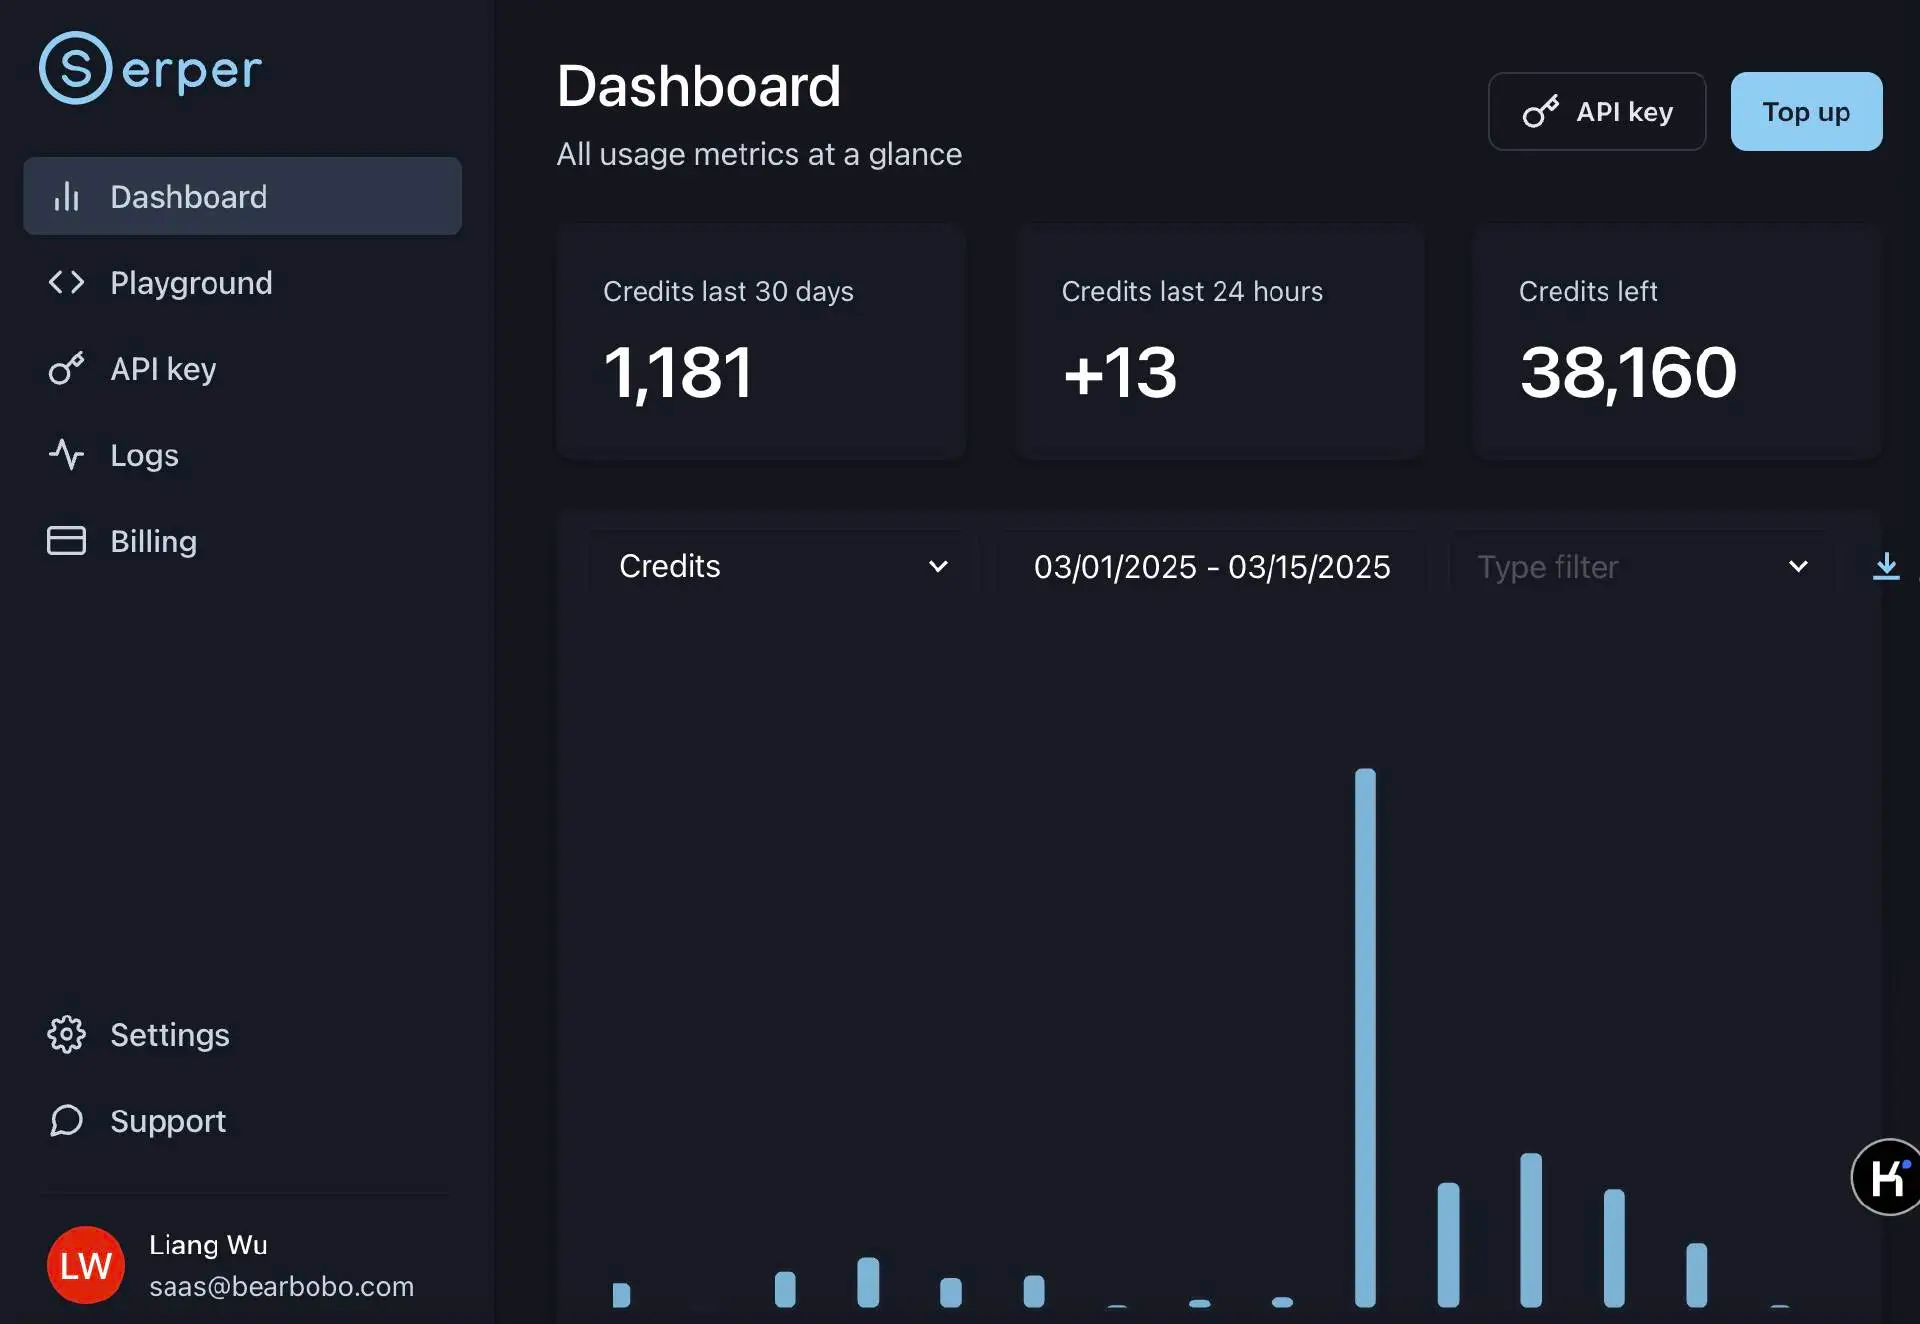 Serper
Dashboard
Playground
API key
Logs
Billing
Settings
Support
LW
Liang Wu
saas@bearbobo.com
Dashboard
All usage metrics at a glance
API key
Top up
Credits last 30 days
1,181
Credits last 24 hours
+13
Credits left
38,160
Credits
03/01/2025 - 03/15/2025
Type filter
K